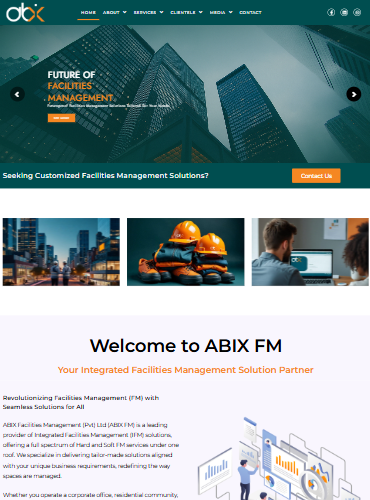 abx
HOME ABOUT SERVICES CLIENTELE MEDIA CONTACT
FUTURE OF
FACILITIES
MANAGEMENT
Seeking Customized Facilities Management Solutions?
Contact Us
Welcome to ABIX FM
Your Integrated Facilities Management Solution Partner
Revolutionizing Facilities Management (FM) with
Seamless Solutions for All
ABIX Facilities Management (Pvt) Ltd (ABIX FM) is a leading
provider of Integrated Facilities Management (IFM) solutions,
offering a full spectrum of Hard and Soft FM services under one
roof. We specialize in delivering tailor-made solutions aligned
with your unique business requirements, redefining the way
spaces are managed.
Whether you operate a corporate office, residential community,